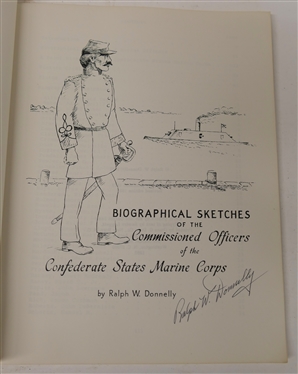 BIOGRAPHICAL SKETCHES
OF THE
Commissioned Officers
of the
Confederate States Marine Corps
by Ralph W. Donnelly
Ralph W. Donnelly